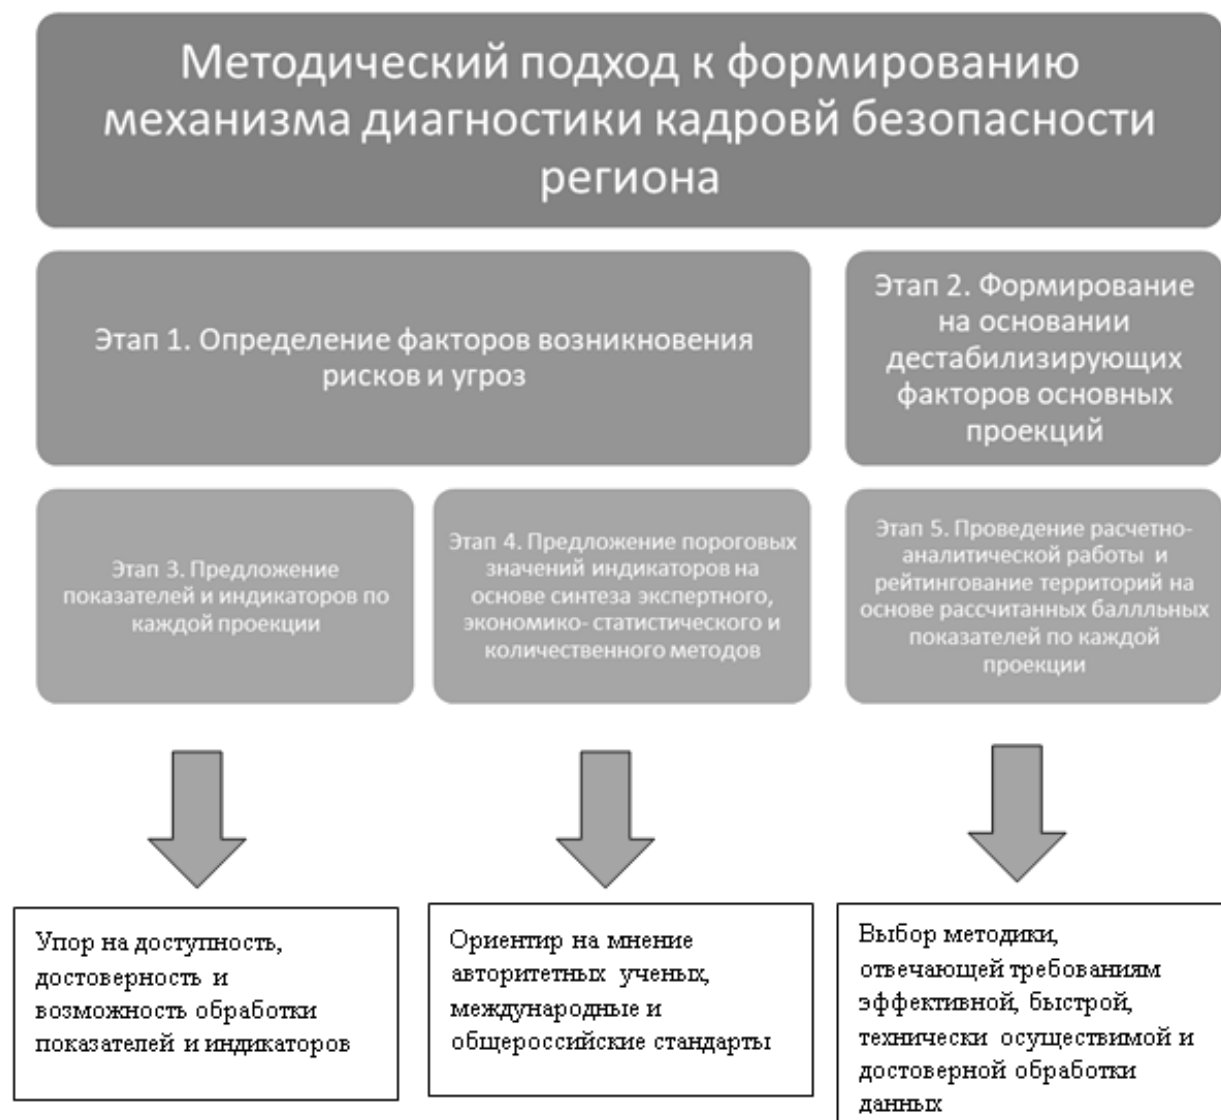 Методический подход к формированию
механизма диагностики кадровй безопасности
региона
Этап 1. Определение факторов возникновения
рисков и угроз
Этап 2. Формирование
на основании
дестабилизирующих
факторов основных
проекций
Этап 3. Предложение
показателей и индикаторов по
каждой проекции
Этап 4. Предложение пороговых
значений индикаторов на
основе синтеза экспертного,
экономико- статистического и
количественного методов
Этап 5. Проведение расчетно-
аналитической работы и
рейтингование территорий на
основе рассчитанных баллльных
показателей по каждой
проекции
Упор на доступность,
достоверность и
возможность обработки
показателей и индикаторов
Ориентир на мнение
авторитетных ученых,
международные и
общероссийские стандарты
Выбор методики,
отвечающей требованиям
эффективной, быстрой,
технически осуществимой и
достоверной обработки
данных